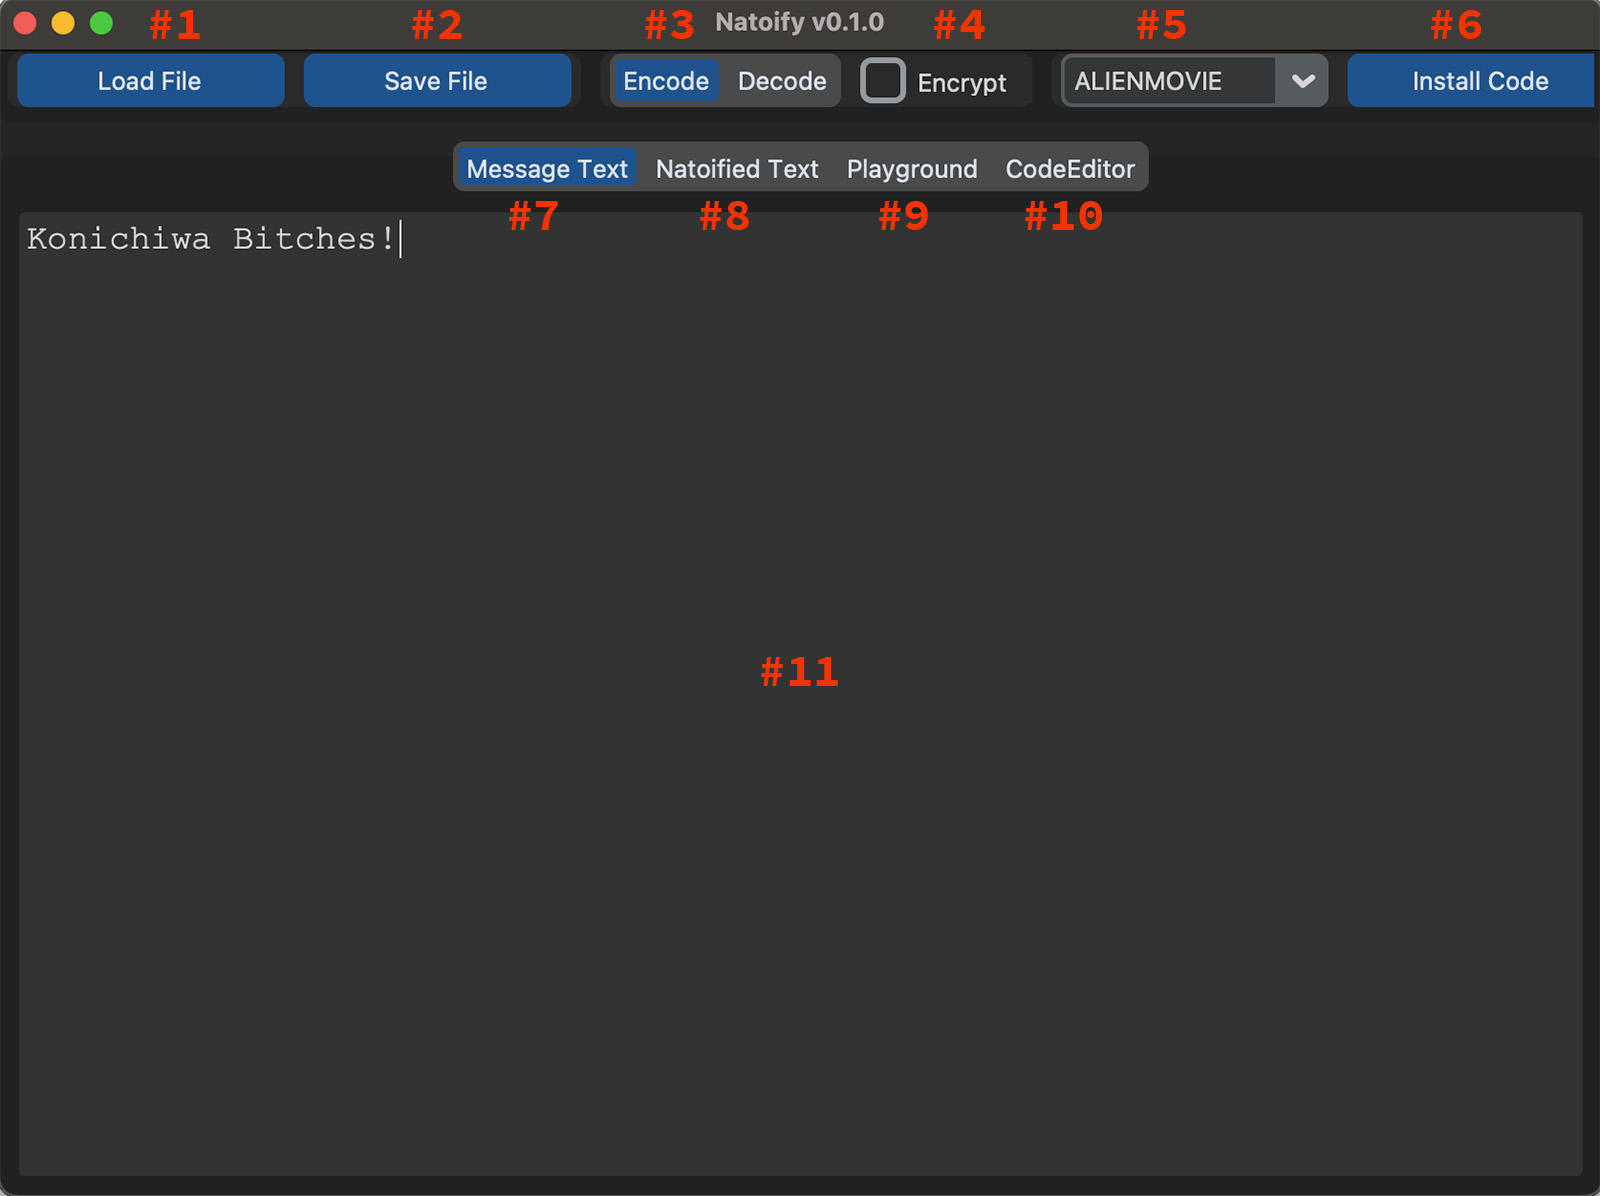 #1 #2 #3 Natoify v0.1.0 #4 #5 #6
Load File Save File Encode Decode Encrypt ALIENMOVIE Install Code
Message Text Natoified Text Playground CodeEditor
#7 #8 #9 #10
Konichiwa Bitches!
#11